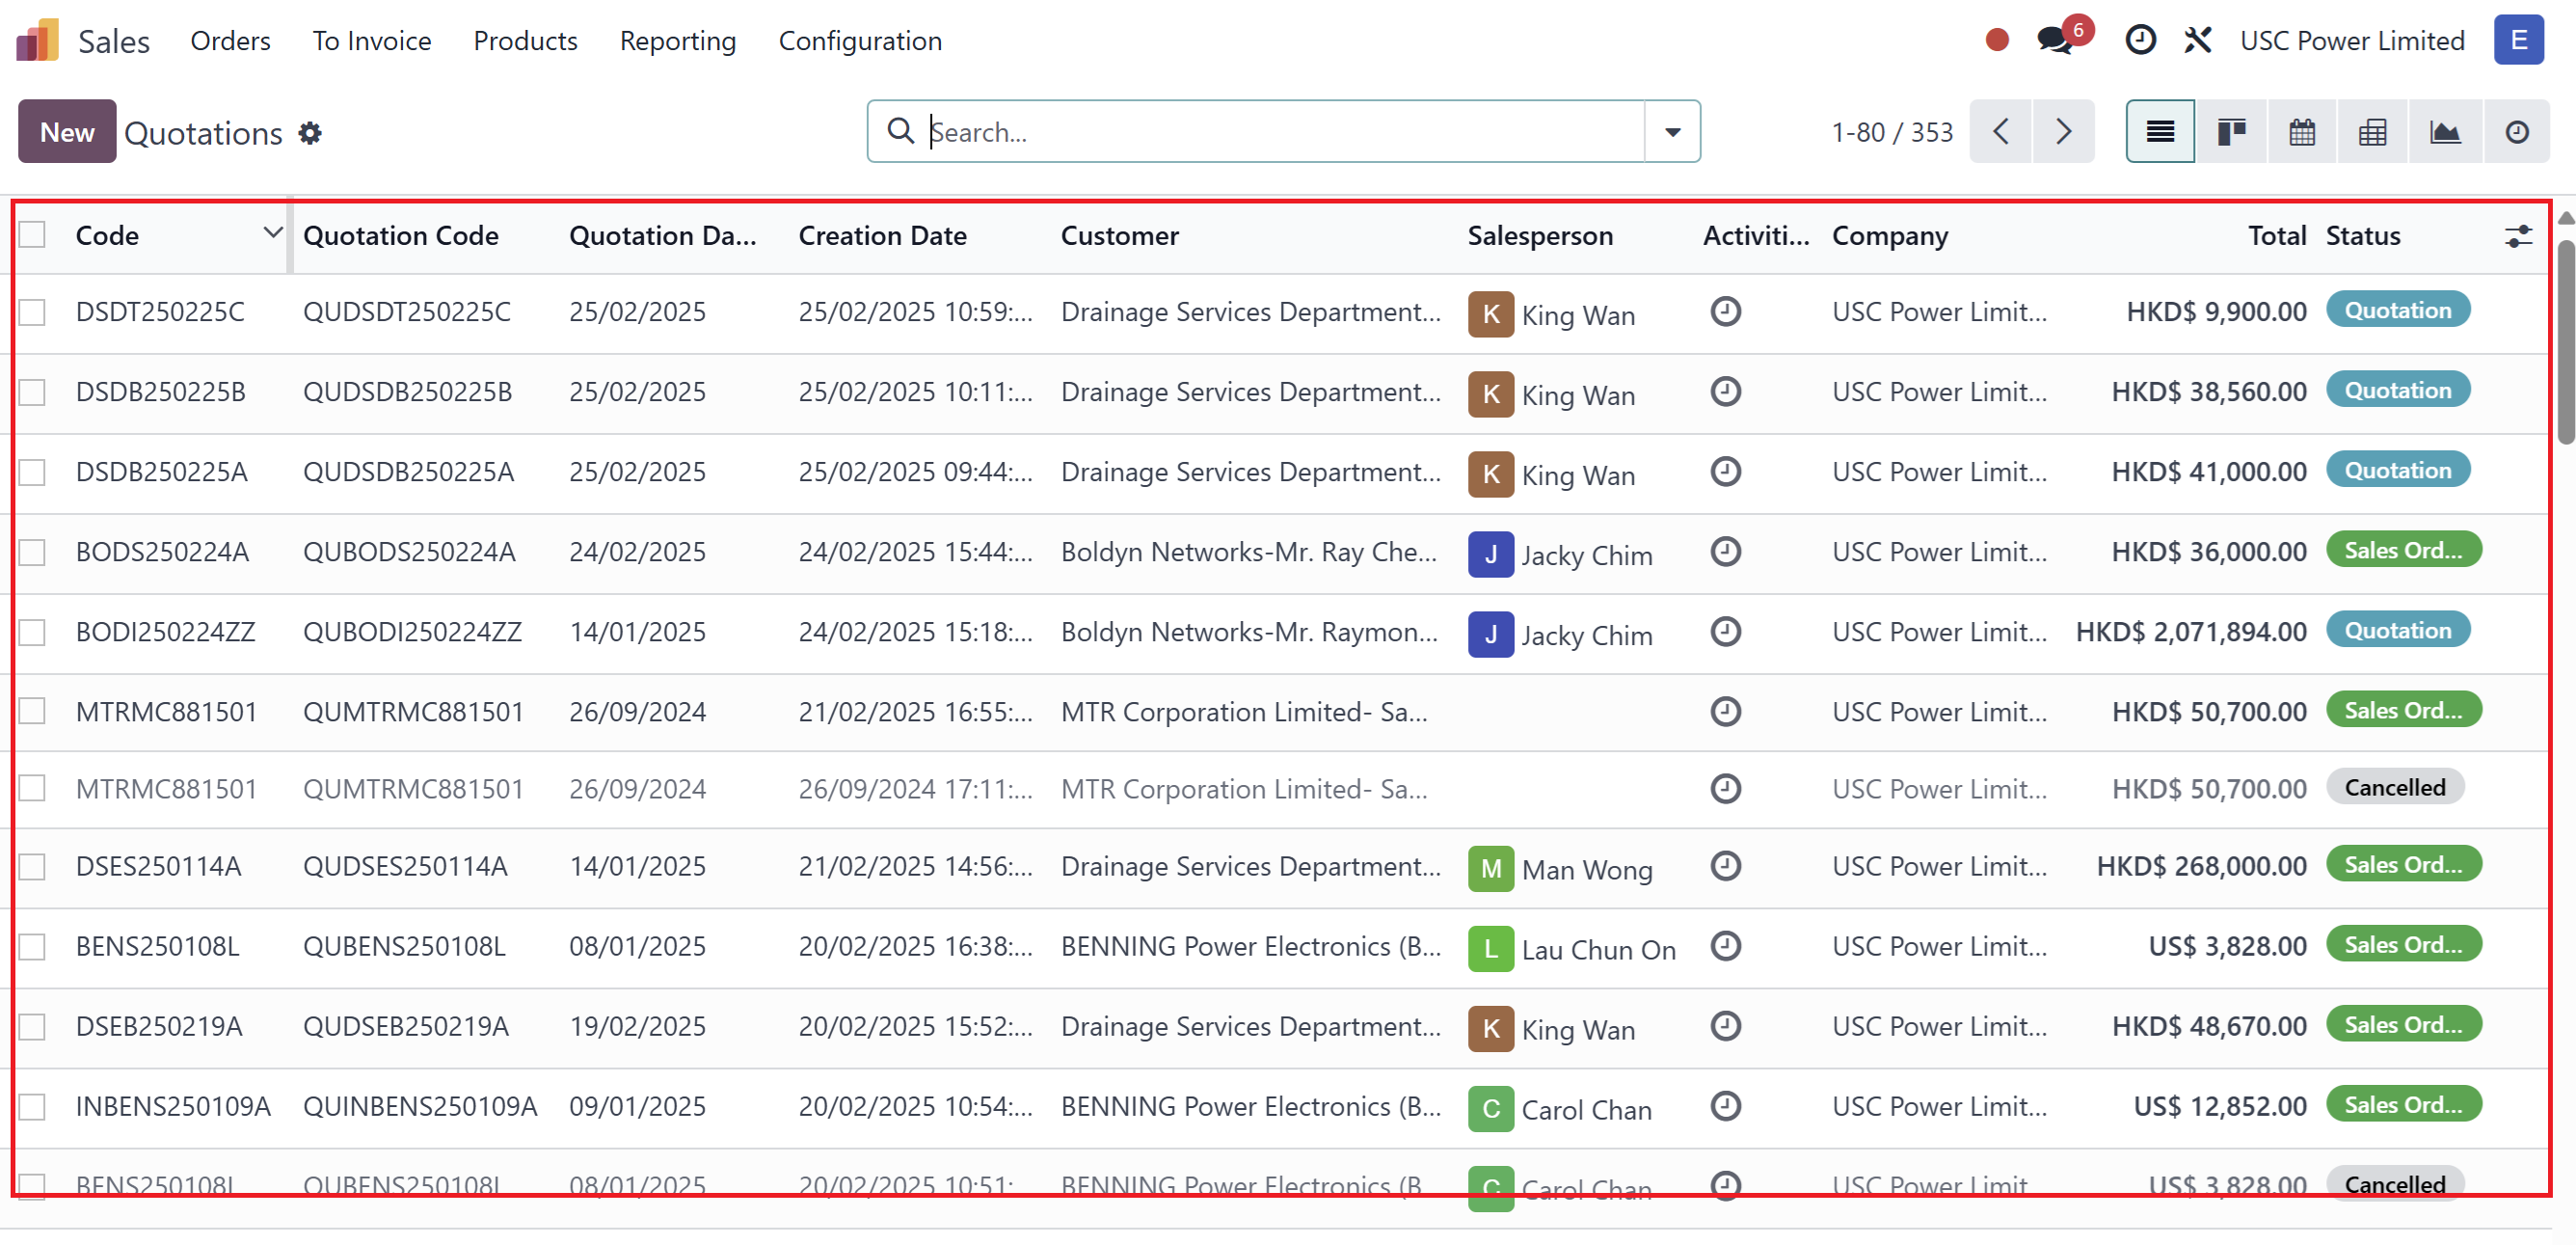 Sales Orders To Invoice Products Reporting Configuration 6 USC Power Limited E
New Quotations Search... 1-80 / 353
Code Quotation Code Quotation Da... Creation Date Customer Salesperson Activiti... Company Total Status
DSDT250225C QUDSDT250225C 25/02/2025 25/02/2025 10:59:... Drainage Services Department... K King Wan USC Power Limit... HKD$ 9,900.00 Quotation
DSDB250225B QUDSDB250225B 25/02/2025 25/02/2025 10:11:... Drainage Services Department... K King Wan USC Power Limit... HKD$ 38,560.00 Quotation
DSDB250225A QUDSDB250225A 25/02/2025 25/02/2025 09:44:... Drainage Services Department... K King Wan USC Power Limit... HKD$ 41,000.00 Quotation
BODS250224A QUBODS250224A 24/02/2025 24/02/2025 15:44:... Boldyn Networks-Mr. Ray Che... J Jacky Chim USC Power Limit... HKD$ 36,000.00 Sales Ord...
BODI250224ZZ QUBODI250224ZZ 14/01/2025 24/02/2025 15:18:... Boldyn Networks-Mr. Raymon... J Jacky Chim USC Power Limit... HKD$ 2,071,894.00 Quotation
MTRMC881501 QUMTRMC881501 26/09/2024 21/02/2025 16:55:... MTR Corporation Limited- Sa... USC Power Limit... HKD$ 50,700.00 Sales Ord...
MTRMC881501 QUMTRMC881501 26/09/2024 26/09/2024 17:11:... MTR Corporation Limited- Sa... USC Power Limit... HKD$ 50,700.00 Cancelled
DSES250114A QUDSES250114A 14/01/2025 21/02/2025 14:56:... Drainage Services Department... M Man Wong USC Power Limit... HKD$ 268,000.00 Sales Ord...
BENS250108L QUBENS250108L 08/01/2025 20/02/2025 16:38:... BENNING Power Electronics (B... L Lau Chun On USC Power Limit... US$ 3,828.00 Sales Ord...
DSEB250219A QUDSEB250219A 19/02/2025 20/02/2025 15:52:... Drainage Services Department... K King Wan USC Power Limit... HKD$ 48,670.00 Sales Ord...
INBENS250109A QUINBENS250109A 09/01/2025 20/02/2025 10:54:... BENNING Power Electronics (B... C Carol Chan USC Power Limit... US$ 12,852.00 Sales Ord...
BENS250108L QUBENS250108L 08/01/2025 20/02/2025 10:51:... BENNING Power Electronics (B... C Carol Chan USC Power Limit... US$ 3,828.00 Cancelled